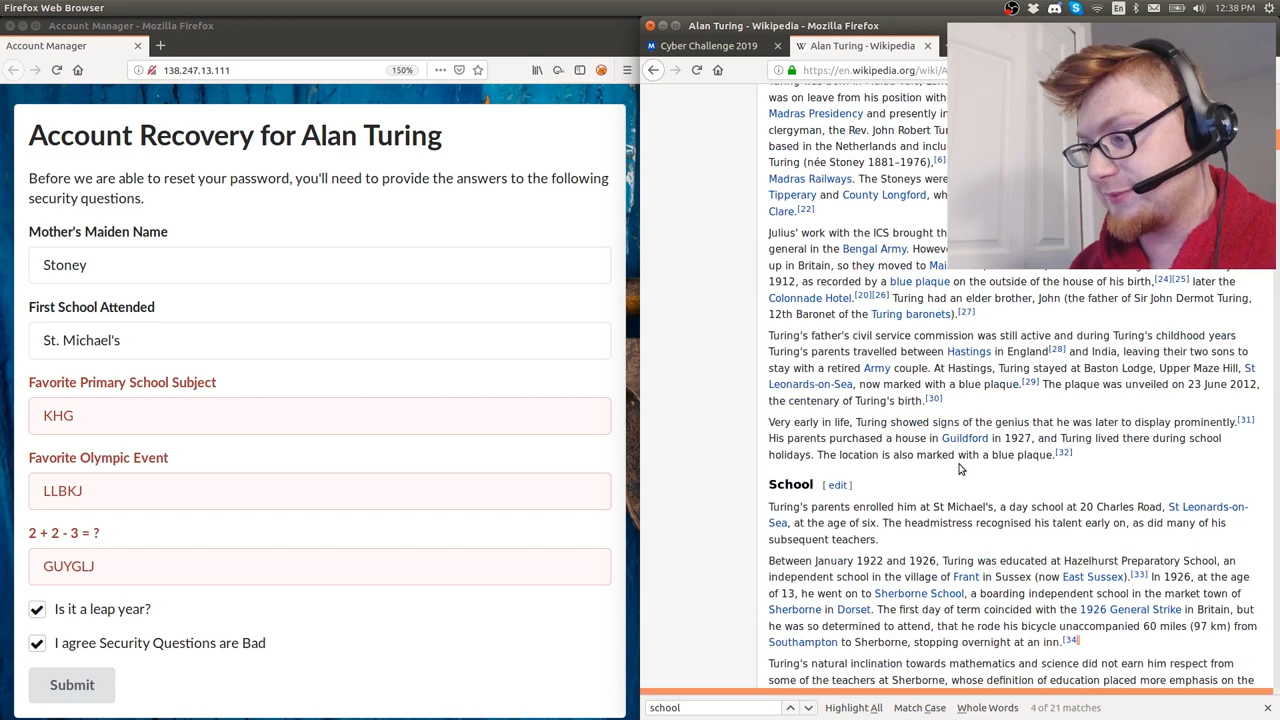 Firefox Web Browser
En
12:38 PM
Account Manager - Mozilla Firefox
Account Manager
138.247.13.111
150%
Account Recovery for Alan Turing
Before we are able to reset your password, you'll need to provide the answers to the following
security questions.
Mother's Maiden Name
Stoney
First School Attended
St. Michael's
Favorite Primary School Subject
KHG
Favorite Olympic Event
LLBKJ
2 + 2 - 3 = ?
GUYGLJ
Is it a leap year?
I agree Security Questions are Bad
Submit
Alan Turing - Wikipedia - Mozilla Firefox
Cyber Challenge 2019
Alan Turing - Wikipedia
https://en.wikipedia.org/wiki/A
was on leave from his position with
Madras Presidency and presently in
clergyman, the Rev. John Robert Tur
based in the Netherlands and inclu
Turing (née Stoney 1881–1976),[6]
Madras Railways. The Stoneys were
Tipperary and County Longford, wh
Clare.[22]
Julius' work with the ICS brought th
general in the Bengal Army. Howeve
up in Britain, so they moved to Mai
1912, as recorded by a blue plaque on the outside of the house of his birth,[24][25] later the
Colonnade Hotel.[20][26] Turing had an elder brother, John (the father of Sir John Dermot Turing,
12th Baronet of the Turing baronets).[27]
Turing's father's civil service commission was still active and during Turing's childhood years
Turing's parents travelled between Hastings in England[28] and India, leaving their two sons to
stay with a retired Army couple. At Hastings, Turing stayed at Baston Lodge, Upper Maze Hill, St
Leonards-on-Sea, now marked with a blue plaque.[29] The plaque was unveiled on 23 June 2012,
the centenary of Turing's birth.[30]
Very early in life, Turing showed signs of the genius that he was later to display prominently.[31]
His parents purchased a house in Guildford in 1927, and Turing lived there during school
holidays. The location is also marked with a blue plaque.[32]
School [ edit ]
Turing's parents enrolled him at St Michael's, a day school at 20 Charles Road, St Leonards-on-
Sea, at the age of six. The headmistress recognised his talent early on, as did many of his
subsequent teachers.
Between January 1922 and 1926, Turing was educated at Hazelhurst Preparatory School, an
independent school in the village of Frant in Sussex (now East Sussex).[33] In 1926, at the age
of 13, he went on to Sherborne School, a boarding independent school in the market town of
Sherborne in Dorset. The first day of term coincided with the 1926 General Strike in Britain, but
he was so determined to attend, that he rode his bicycle unaccompanied 60 miles (97 km) from
Southampton to Sherborne, stopping overnight at an inn.[34]
Turing's natural inclination towards mathematics and science did not earn him respect from
some of the teachers at Sherborne, whose definition of education placed more emphasis on the
school
Highlight All
Match Case
Whole Words
4 of 21 matches